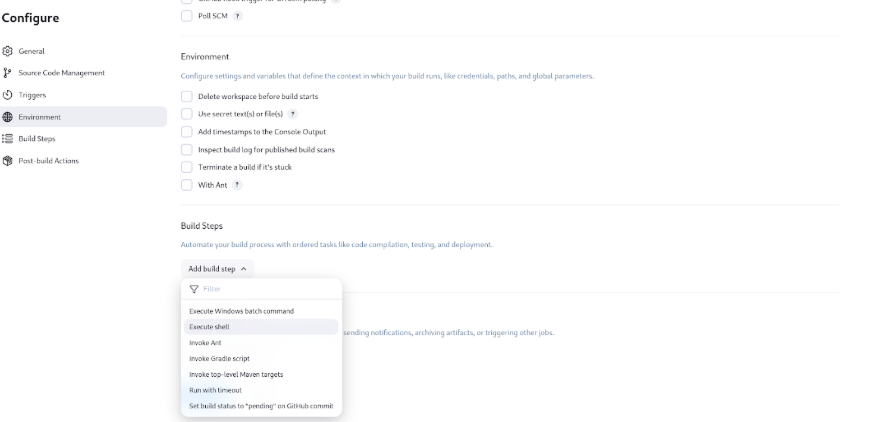 Configure
General
Source Code Management
Triggers
Environment
Build Steps
Post-build Actions
Poll SCM ?
Environment
Configure settings and variables that define the context in which your build runs, like credentials, paths, and global parameters.
Delete workspace before build starts
Use secret text(s) or file(s) ?
Add timestamps to the Console Output
Inspect build log for published build scans
Terminate a build if it's stuck
With Ant ?
Build Steps
Automate your build process with ordered tasks like code compilation, testing, and deployment.
Add build step
Filter
Execute Windows batch command
Execute shell
Invoke Ant
Invoke Gradle script
Invoke top-level Maven targets
Run with timeout
Set build status to "pending" on GitHub commit
sending notifications, archiving artifacts, or triggering other jobs.